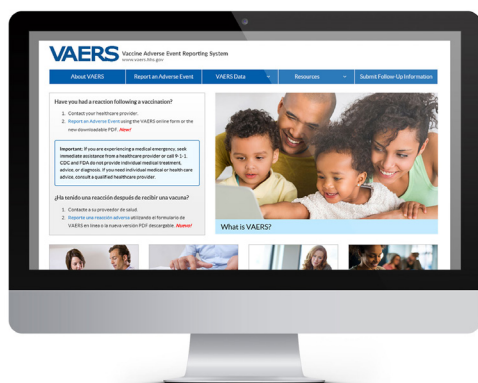 VAERS Vaccine Adverse Event Reporting System
www.vaers.hhs.gov
About VAERS Report an Adverse Event VAERS Data Resources Submit Follow-Up Information
Have you had a reaction following a vaccination?
1. Contact your healthcare provider.
2. Report an Adverse Event using the VAERS online form or the
new downloadable PDF. New!
Important: If you are experiencing a medical emergency, seek
immediate assistance from a healthcare provider or call 9-1-1.
CDC and FDA do not provide individual medical treatment,
advice, or diagnosis. If you need individual medical or health care
advice, consult a qualified healthcare provider.
¿Ha tenido una reacción después de recibir una vacuna?
1. Contacte a su proveedor de salud.
2. Reporte una reacción adversa utilizando el formulario de
VAERS en línea o la nueva versión PDF descargable. Nuevo!
What is VAERS?